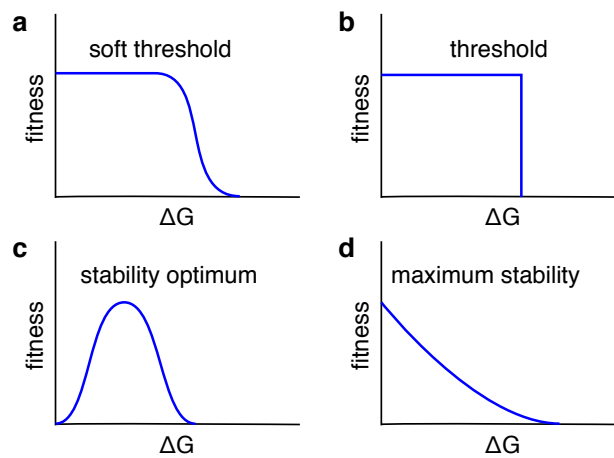 a
soft threshold
fitness
ΔG
b
threshold
fitness
ΔG
c
stability optimum
fitness
ΔG
d
maximum stability
fitness
ΔG